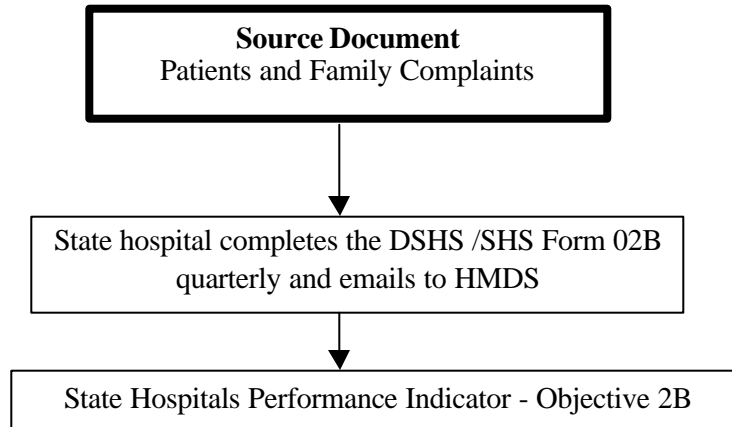 Source Document
Patients and Family Complaints
State hospital completes the DSHS /SHS Form 02B
quarterly and emails to HMDS
State Hospitals Performance Indicator - Objective 2B